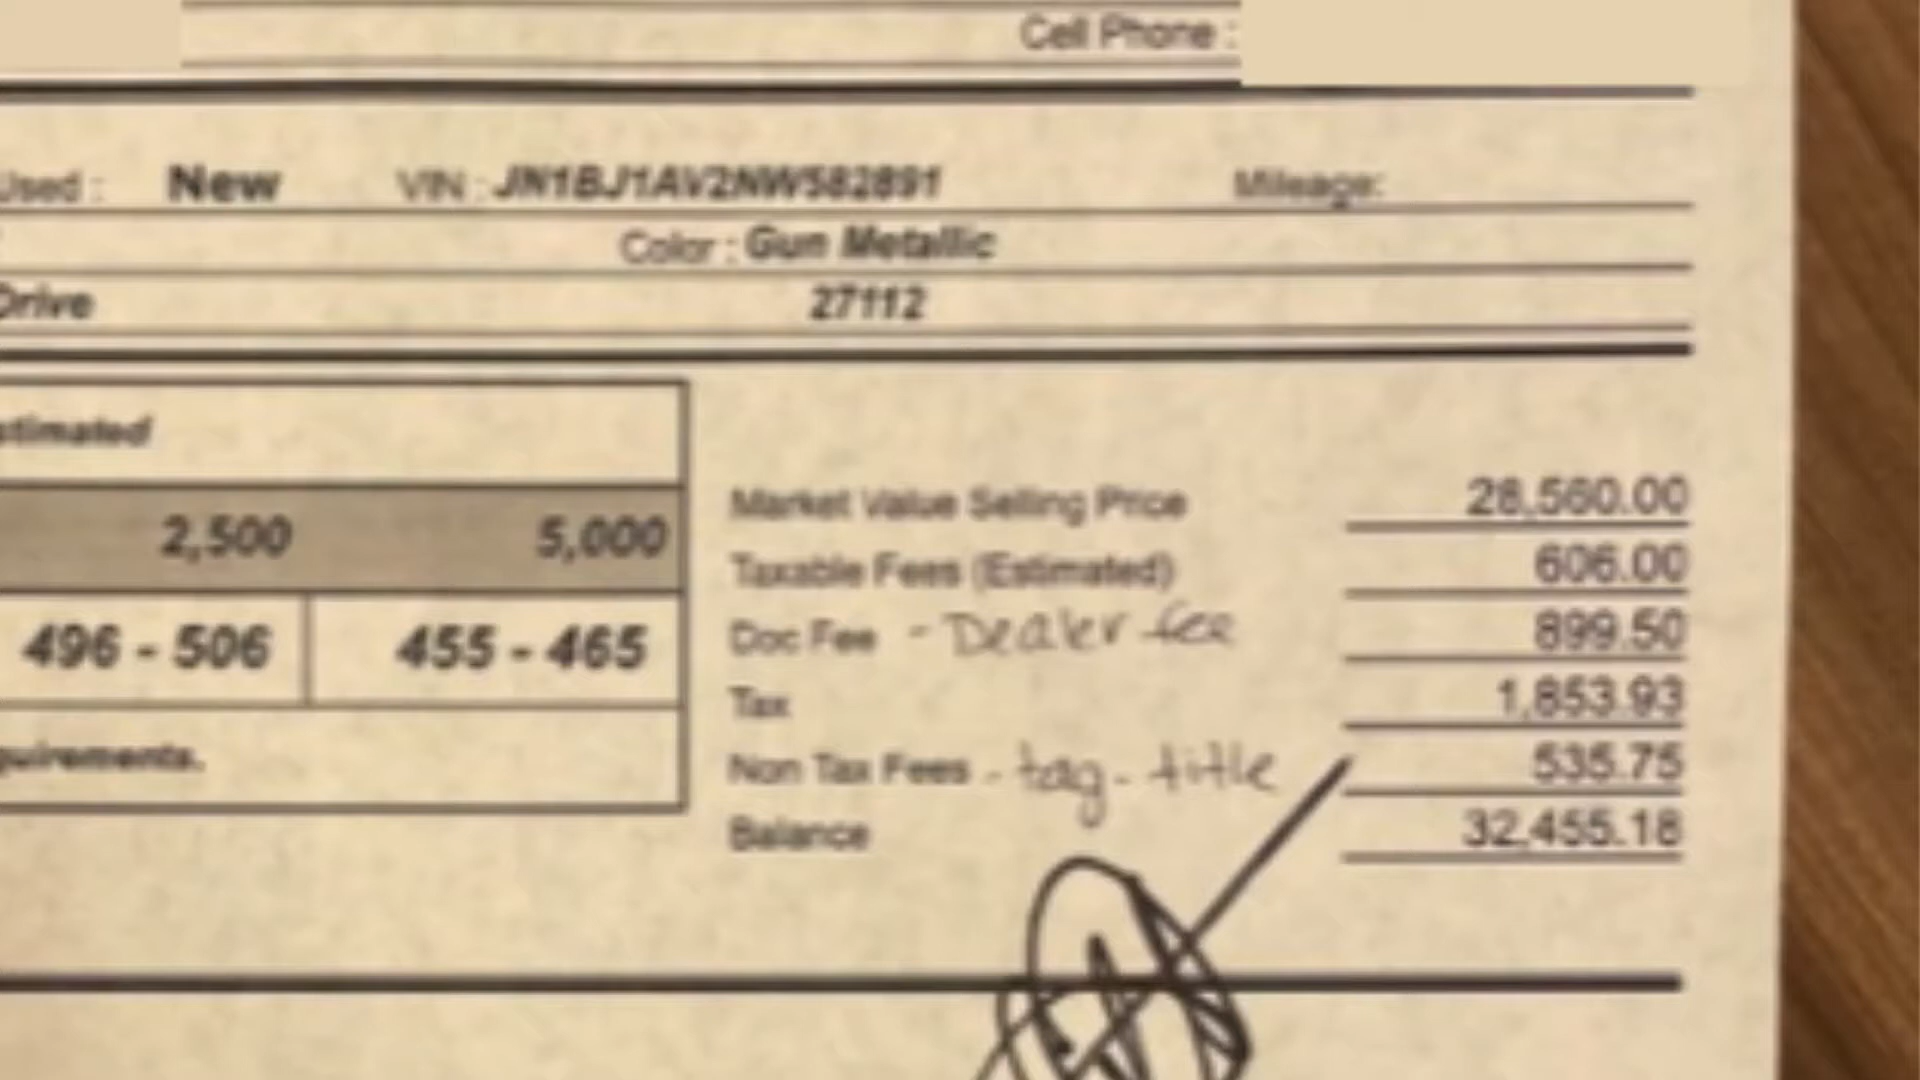 Cell Phone :
Used : New VIN : JN1BJ1AV2NW582891 Mileage:
Color : Gun Metallic
Drive 27112
stimated
2,500 5,000
496 - 506 455 - 465
quirements.
Market Value Selling Price 28,560.00
Taxable Fees (Estimated) 606.00
Doc Fee - Dealer fee 899.50
Tax 1,853.93
Non Tax Fees - tag - title 535.75
Balance 32,455.18